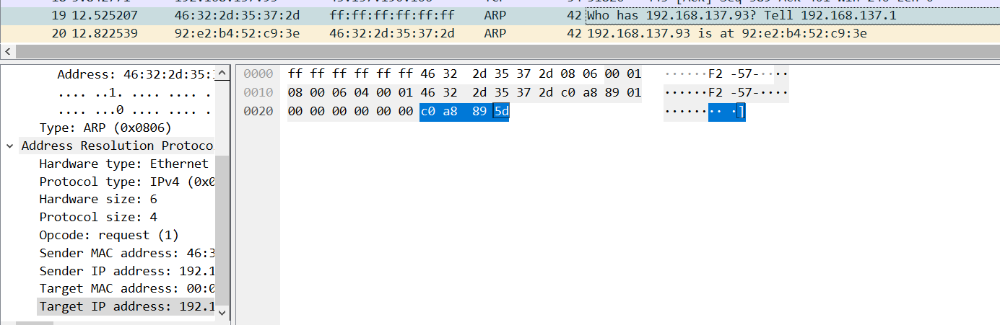 19 12.525207 46:32:2d:35:37:2d ff:ff:ff:ff:ff:ff ARP 42 Who has 192.168.137.93? Tell 192.168.137.1
20 12.822539 92:e2:b4:52:c9:3e 46:32:2d:35:37:2d ARP 42 192.168.137.93 is at 92:e2:b4:52:c9:3e
Address: 46:32:2d:35:
.... ..1. .... .... .
.... ...0 .... .... .
Type: ARP (0x0806)
Address Resolution Protoco
Hardware type: Ethernet
Protocol type: IPv4 (0x0
Hardware size: 6
Protocol size: 4
Opcode: request (1)
Sender MAC address: 46:3
Sender IP address: 192.1
Target MAC address: 00:0
Target IP address: 192.1
0000 ff ff ff ff ff ff 46 32 2d 35 37 2d 08 06 00 01 ······F2 -57-····
0010 08 00 06 04 00 01 46 32 2d 35 37 2d c0 a8 89 01 ······F2 -57-····
0020 00 00 00 00 00 00 c0 a8 89 5d ········ ·]